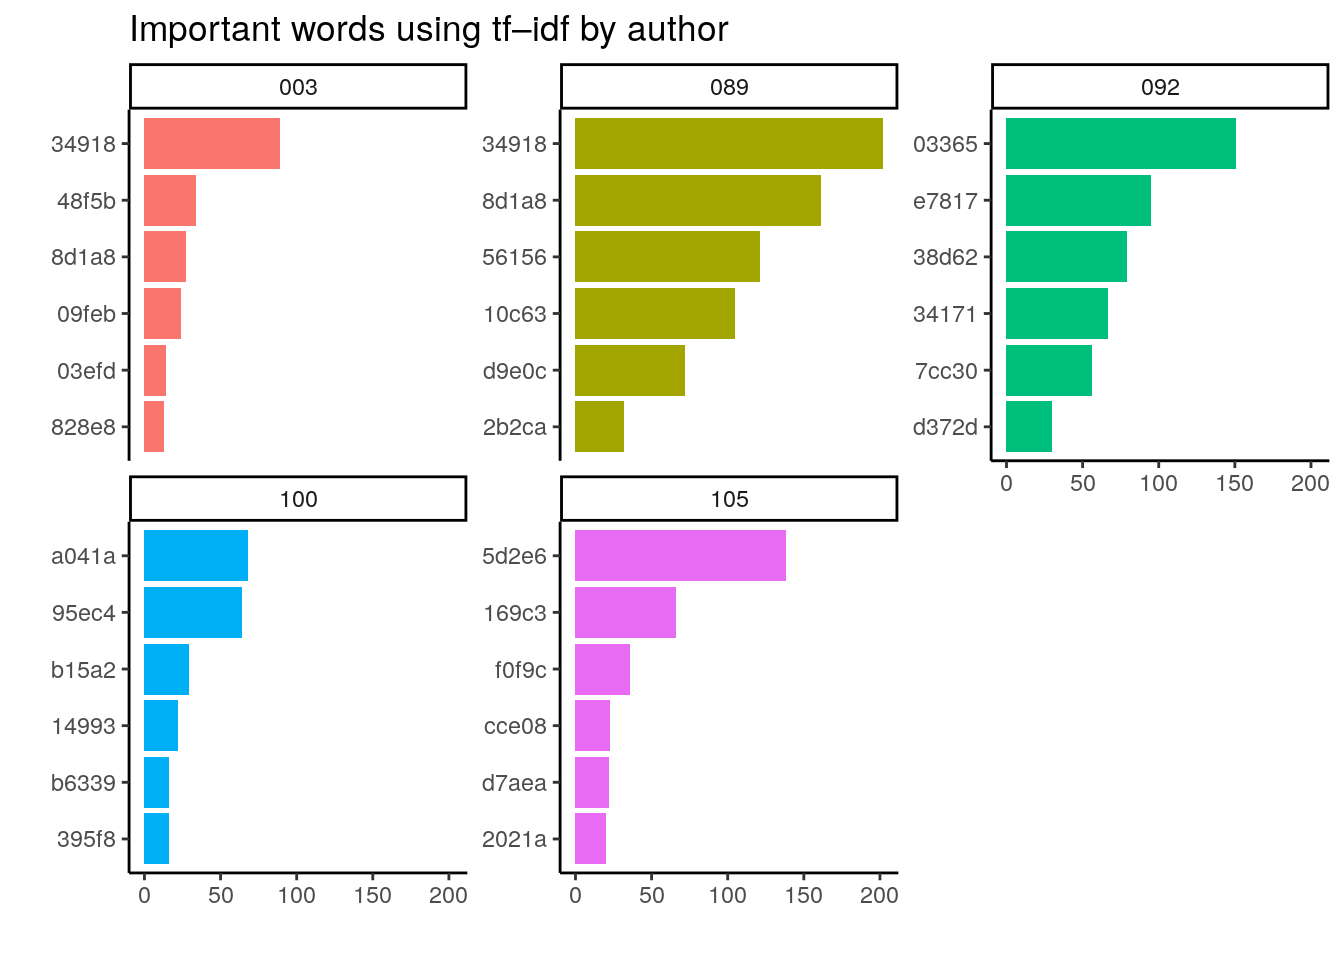 Important words using tf–idf by author
003
34918
48f5b
8d1a8
09feb
03efd
828e8
089
34918
8d1a8
56156
10c63
d9e0c
2b2ca
092
03365
e7817
38d62
34171
7cc30
d372d
0 50 100 150 200
100
a041a
95ec4
b15a2
14993
b6339
395f8
0 50 100 150 200
105
5d2e6
169c3
f0f9c
cce08
d7aea
2021a
0 50 100 150 200